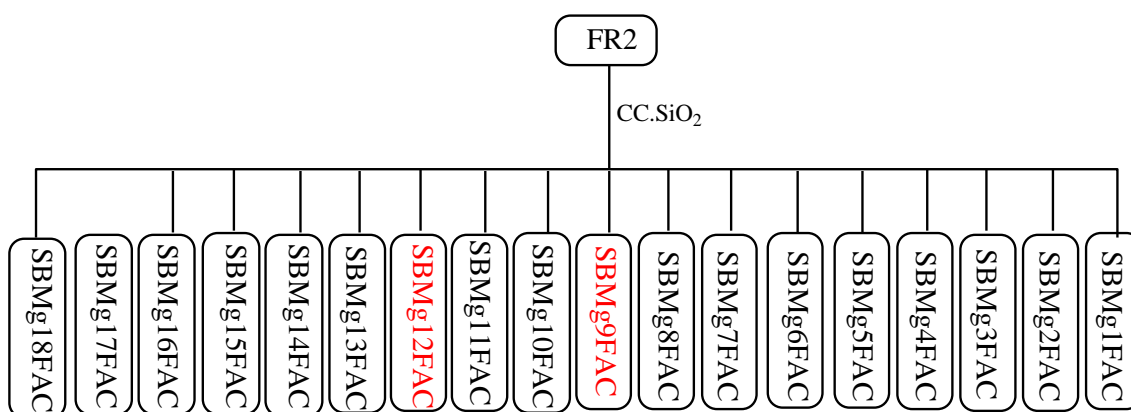 FR2
CC.SiO₂
SBMg18FAC
SBMg17FAC
SBMg16FAC
SBMg15FAC
SBMg14FAC
SBMg13FAC
SBMg12FAC
SBMg11FAC
SBMg10FAC
SBMg9FAC
SBMg8FAC
SBMg7FAC
SBMg6FAC
SBMg5FAC
SBMg4FAC
SBMg3FAC
SBMg2FAC
SBMg1FAC